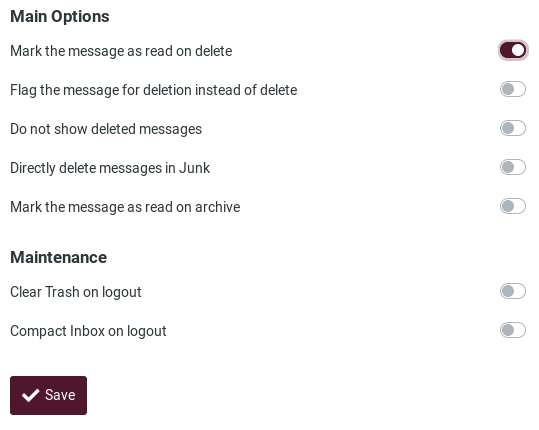 Main Options
Mark the message as read on delete
Flag the message for deletion instead of delete
Do not show deleted messages
Directly delete messages in Junk
Mark the message as read on archive
Maintenance
Clear Trash on logout
Compact Inbox on logout
Save